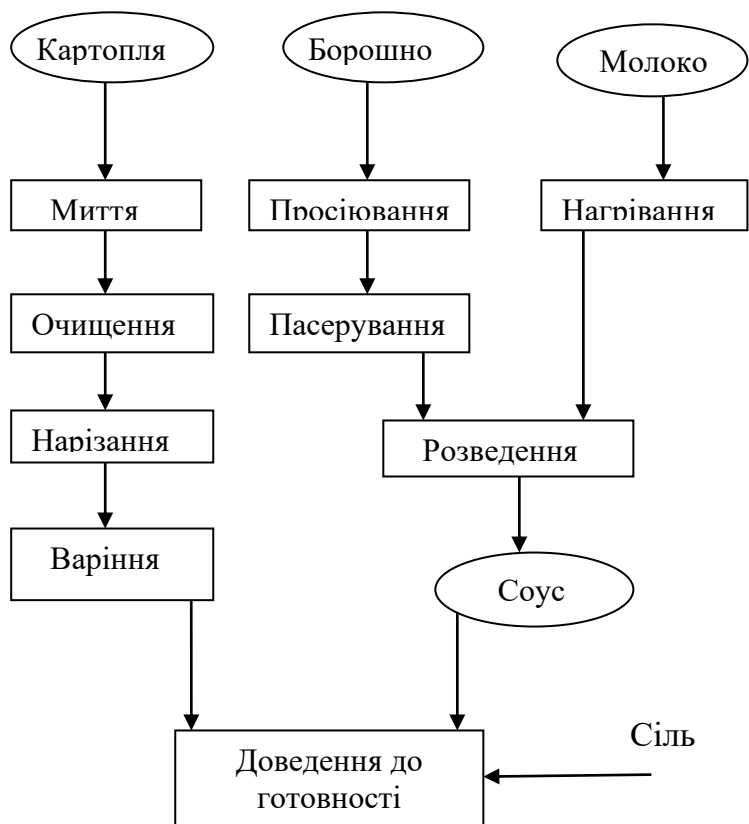 Картопля
Борошно
Молоко
Миття
Просіювання
Нагрівання
Очищення
Пасерування
Нарізання
Розведення
Варіння
Соус
Сіль
Доведення до
готовності